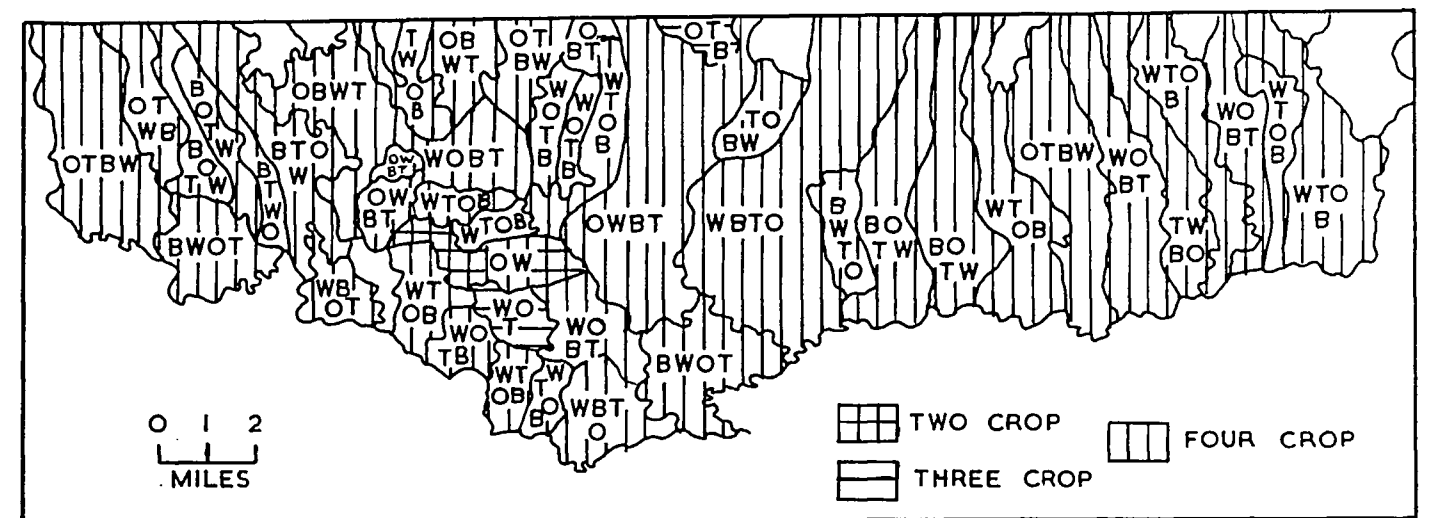 T
W
O
B
OB
WT
OT
BW
O
BT
W
T
O
B
OT
BT
WTO
B
B
O
T
W
OBWT
W
O
T
B
W
O
T
B
TO
BW
WO
BT
W
T
O
B
OT
WB
OTBW
B
O
T W
B
T
W
O
BTO
W
OW
BT
WOBT
OTBW
WO
BT
WTO
B
OW
BT
WTOB
WTOB
OWBT
WBTO
B
W
T
O
BO
TW
BO
TW
WT
OB
TW
BO
BWOT
OW
WB
OT
WT
OB
WO
T
WO
TB
WO
BT
BWOT
WT
OB
W
T
O
B
WBT
O
0 1 2
MILES
TWO CROP
THREE CROP
FOUR CROP